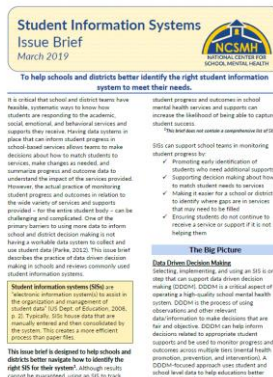 Student Information Systems
Issue Brief
March 2019
NCSMH
NATIONAL CENTER FOR
SCHOOL MENTAL HEALTH
To help schools and districts better identify the right student information
system to meet their needs.
It is critical that school and district teams have
feasible, systematic ways to know how
students are responding to the academic,
social, emotional, and behavioral services and
supports they receive. Having data systems in
place that can inform student progress in
school-based services allows teams to make
decisions about how to match students to
services, make changes as needed, and
summarize progress and outcome data to
understand the impact of the services provided.
However, the actual practice of monitoring
student progress and outcomes in relation to
the wide variety of services and supports
provided – for the entire student body – can be
challenging and complicated. One of the
primary barriers to using more data to inform
school and district decision making is not
having a workable data system to collect and
use student data (Parke, 2012). This issue brief
describes the practice of data driven decision
making in schools and reviews commonly used
student information systems.
Student information systems (SISs) are
"electronic information system(s) to assist in
the organization and management of
student data" (US Dept. of Education, 2008,
p. 2). Typically, SISs house data that are
manually entered and then consolidated by
the system. This creates a more efficient
process than paper files.
This issue brief is designed to help schools and
districts better navigate how to identify the
right SIS for their system*. Although results
cannot be guaranteed, using an SIS to track
student progress and outcomes in school
mental health services and supports can
increase the likelihood of being able to capture
student success.
SISs can support teams in monitoring
student progress by:
✓ Promoting early identification of
students who need additional supports
✓ Supporting decision making about how
to match student needs to services
✓ Making it easier for a school or district
to identify where gaps are in services
that may need to be filled
✓ Ensuring students do not continue to
receive a service or support if it is not
helping them
The Big Picture
Data Driven Decision Making
Selecting, implementing, and using an SIS is one
step that can support data driven decision
making (DDDM). DDDM is a critical aspect of
operating a high-quality school mental health
system. DDDM is the process of using
observations and other relevant
data/information to make decisions that are
fair and objective. DDDM can help inform
decisions related to appropriate student
supports and be used to monitor progress and
outcomes across multiple tiers (mental health
promotion, prevention, and intervention). A
DDDM-focused approach uses student and
school level data to help educators better